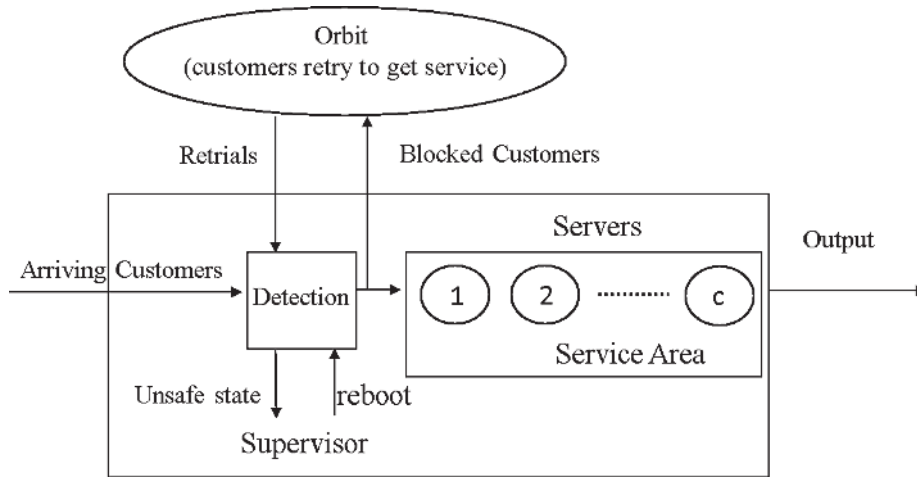 Orbit
(customers retry to get service)
Retrials
Blocked Customers
Servers
Output
Arriving Customers
Detection
1
2
c
Service Area
Unsafe state
reboot
Supervisor